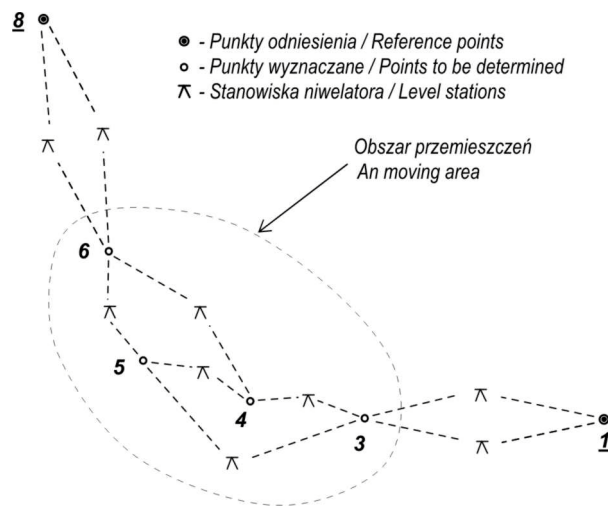 8
- Punkty odniesienia / Reference points
- Punkty wyznaczane / Points to be determined
- Stanowiska niwelatora / Level stations
Obszar przemieszczeń
An moving area
6
5
4
3
1